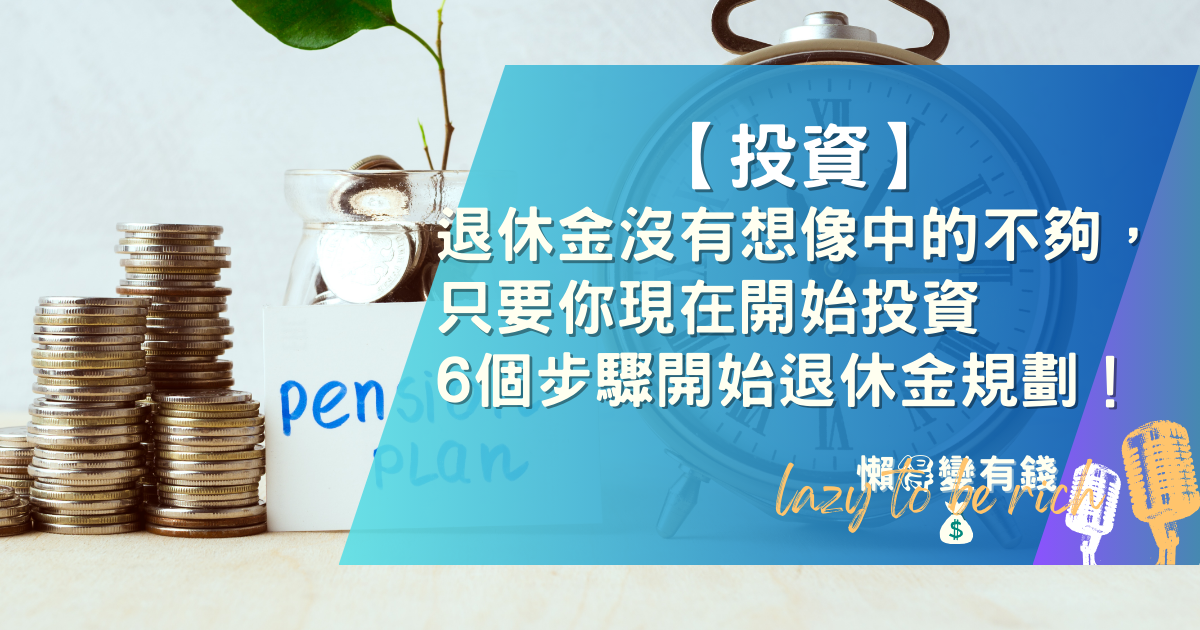 【投資】
退休金沒有想像中的不夠，
只要你現在開始投資
6個步驟開始退休金規劃！
pension
plan
懶得變有錢
lazy to be rich
$